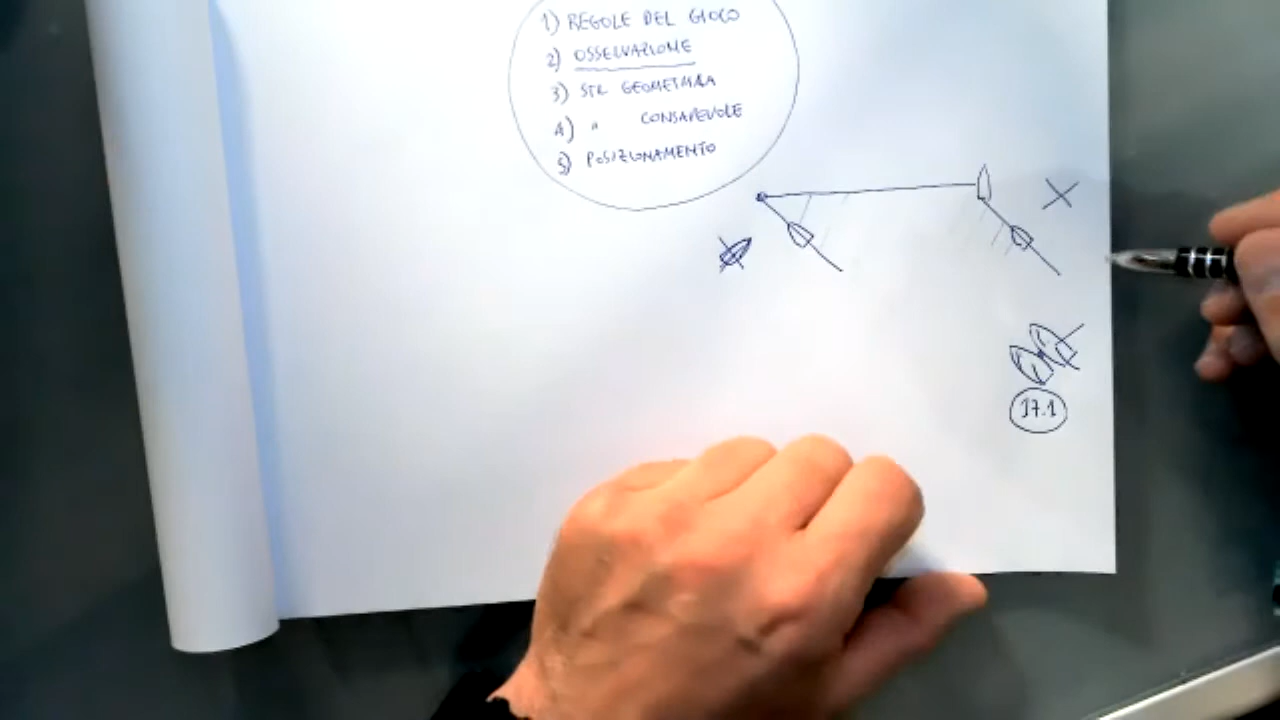 1) REGOLE DEL GIOCO
2) OSSERVAZIONE
3) STR GEOMETRICA
4) " CONSAPEVOLE
5) POSIZIONAMENTO
17.1